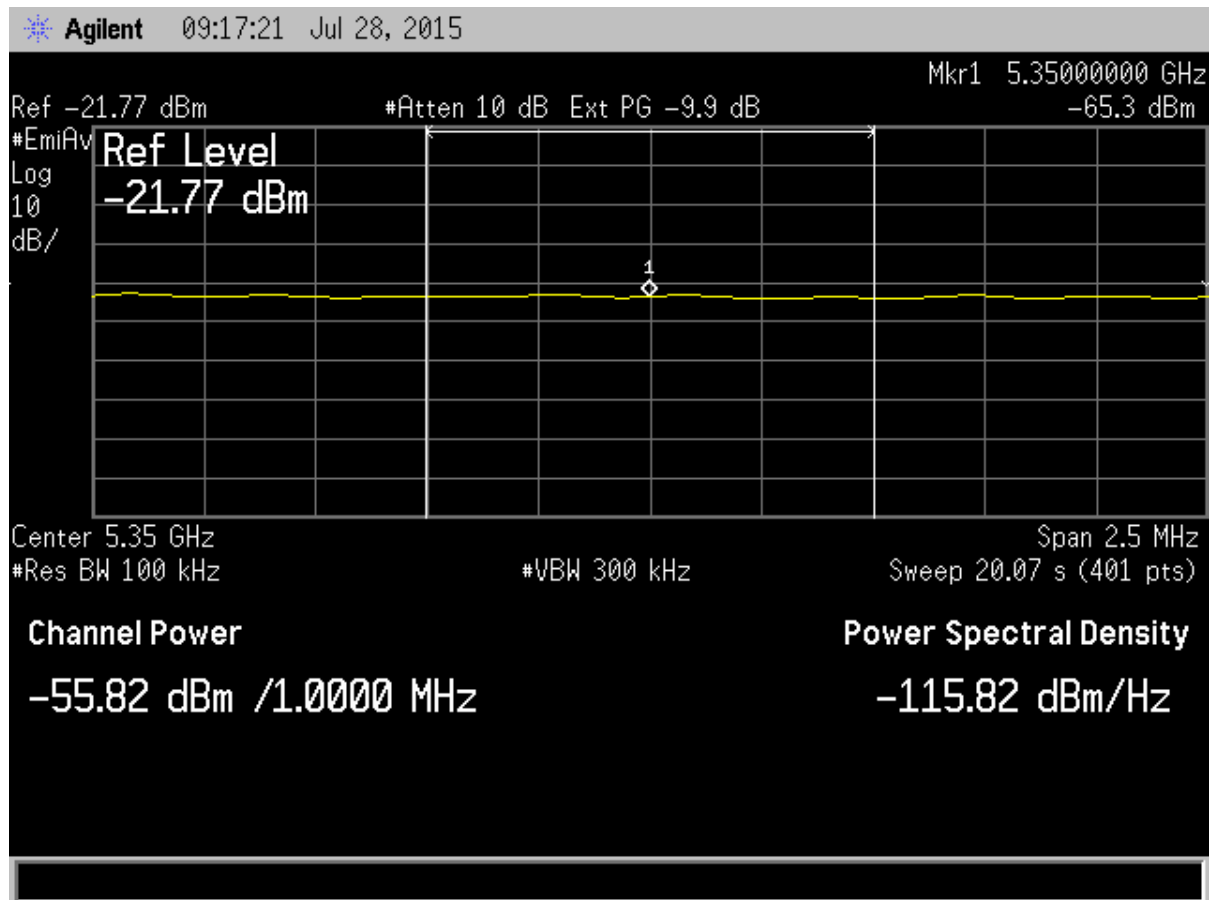 Agilent 09:17:21 Jul 28, 2015
Mkr1 5.35000000 GHz
Ref −21.77 dBm #Atten 10 dB Ext PG −9.9 dB −65.3 dBm
#EmiAv
Log
10
dB/
Ref Level
−21.77 dBm
1
Center 5.35 GHz Span 2.5 MHz
#Res BW 100 kHz #VBW 300 kHz Sweep 20.07 s (401 pts)
Channel Power Power Spectral Density
−55.82 dBm /1.0000 MHz −115.82 dBm/Hz